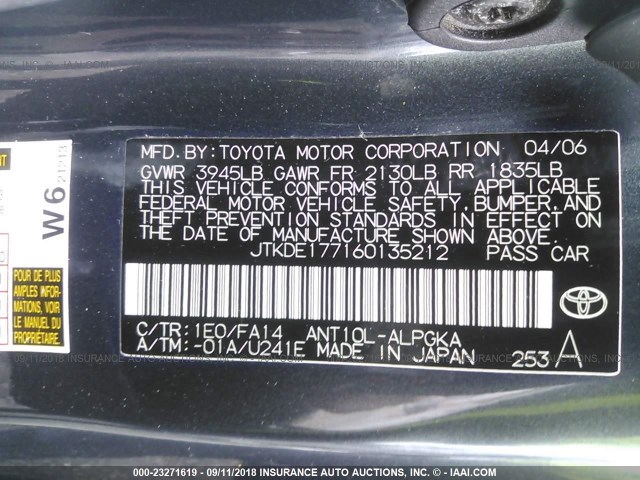 MFD. BY: TOYOTA MOTOR CORPORATION 04/06
GVWR 3945LB GAWR FR 2130LB RR 1835LB
THIS VEHICLE CONFORMS TO ALL APPLICABLE
FEDERAL MOTOR VEHICLE SAFETY, BUMPER, AND
THEFT PREVENTION STANDARDS IN EFFECT ON THE
DATE OF MANUFACTURE SHOWN ABOVE.
JTKDE177160135212 PASS CAR
C/TR: 1E0/FA14 ANT10L-ALPGKA
A/TM: -01A/U241E MADE IN JAPAN 253 A
TOYOTA
W6
21213
POUR DE PLUS
AMPLES INFOR-
MATIONS, LIRE
LE MANUEL DU
PROPRIÉTAIRE.
000-23271619 - 09/11/2018 INSURANCE AUTO AUCTIONS INC. - © - IAAI.COM